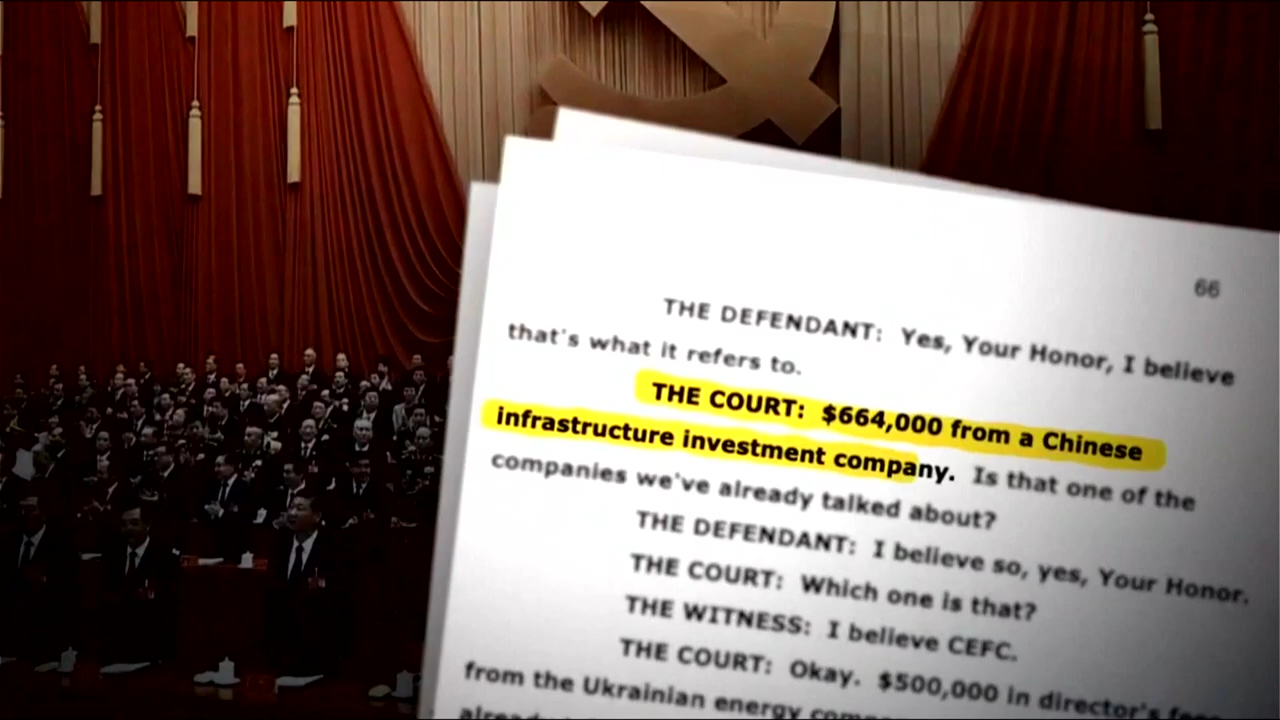 66
THE DEFENDANT: Yes, Your Honor, I believe
that's what it refers to.
THE COURT: $664,000 from a Chinese
infrastructure investment company. Is that one of the
companies we've already talked about?
THE DEFENDANT: I believe so, yes, Your Honor.
THE COURT: Which one is that?
THE WITNESS: I believe CEFC.
THE COURT: Okay. $500,000 in director's
from the Ukrainian energy